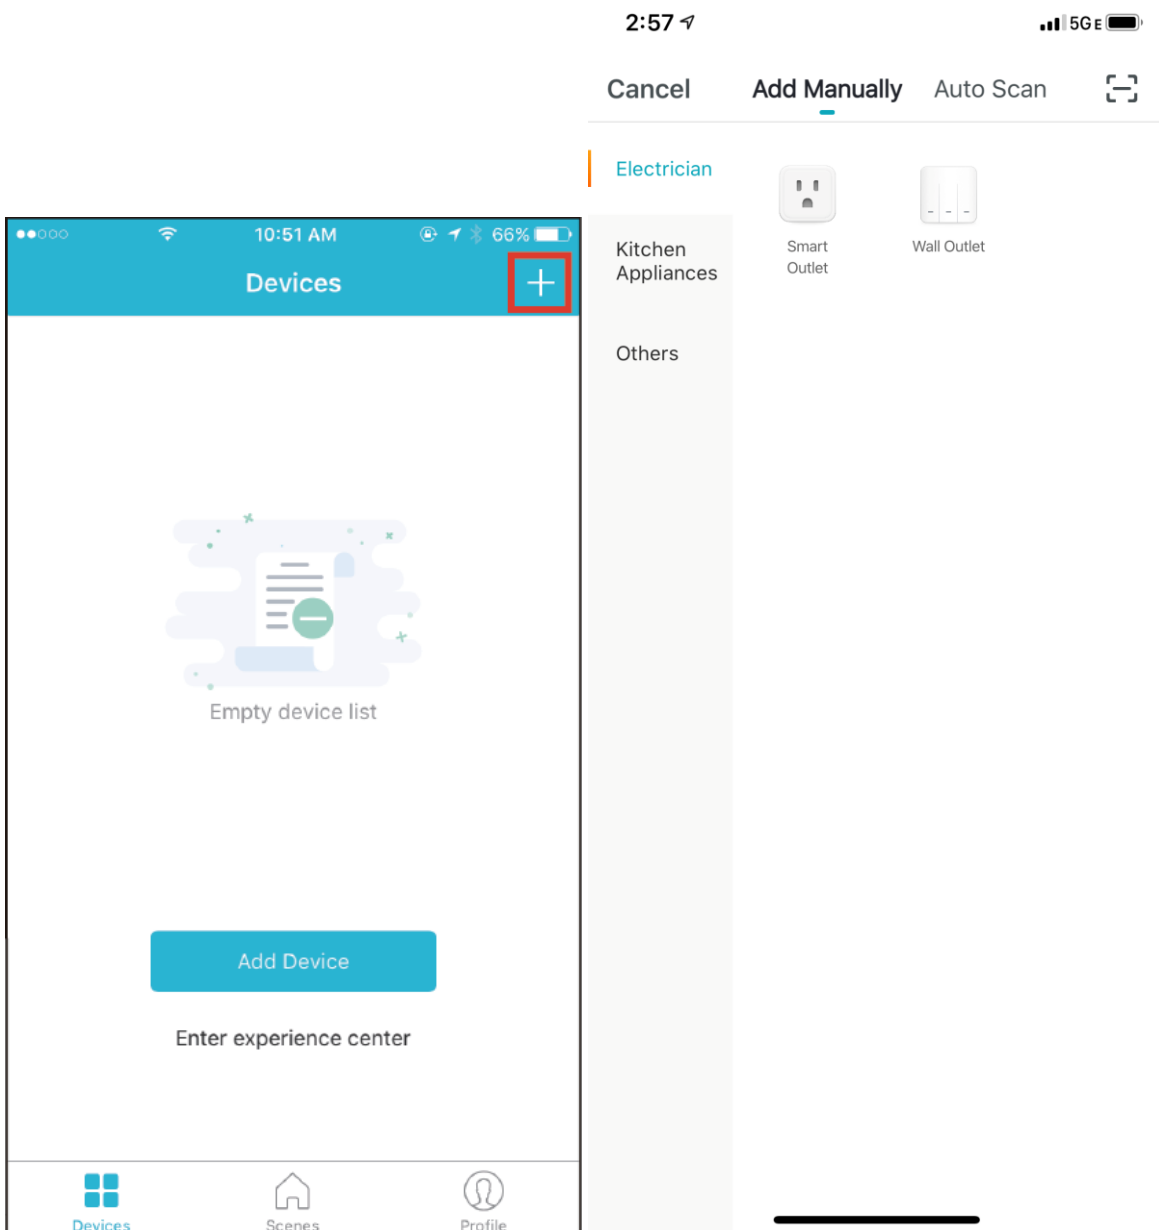 10:51 AM
66%
Devices
Empty device list
Add Device
Enter experience center
Devices
Scenes
Profile
2:57
5GE
Cancel
Add Manually
Auto Scan
Electrician
Kitchen
Appliances
Others
Smart
Outlet
Wall Outlet